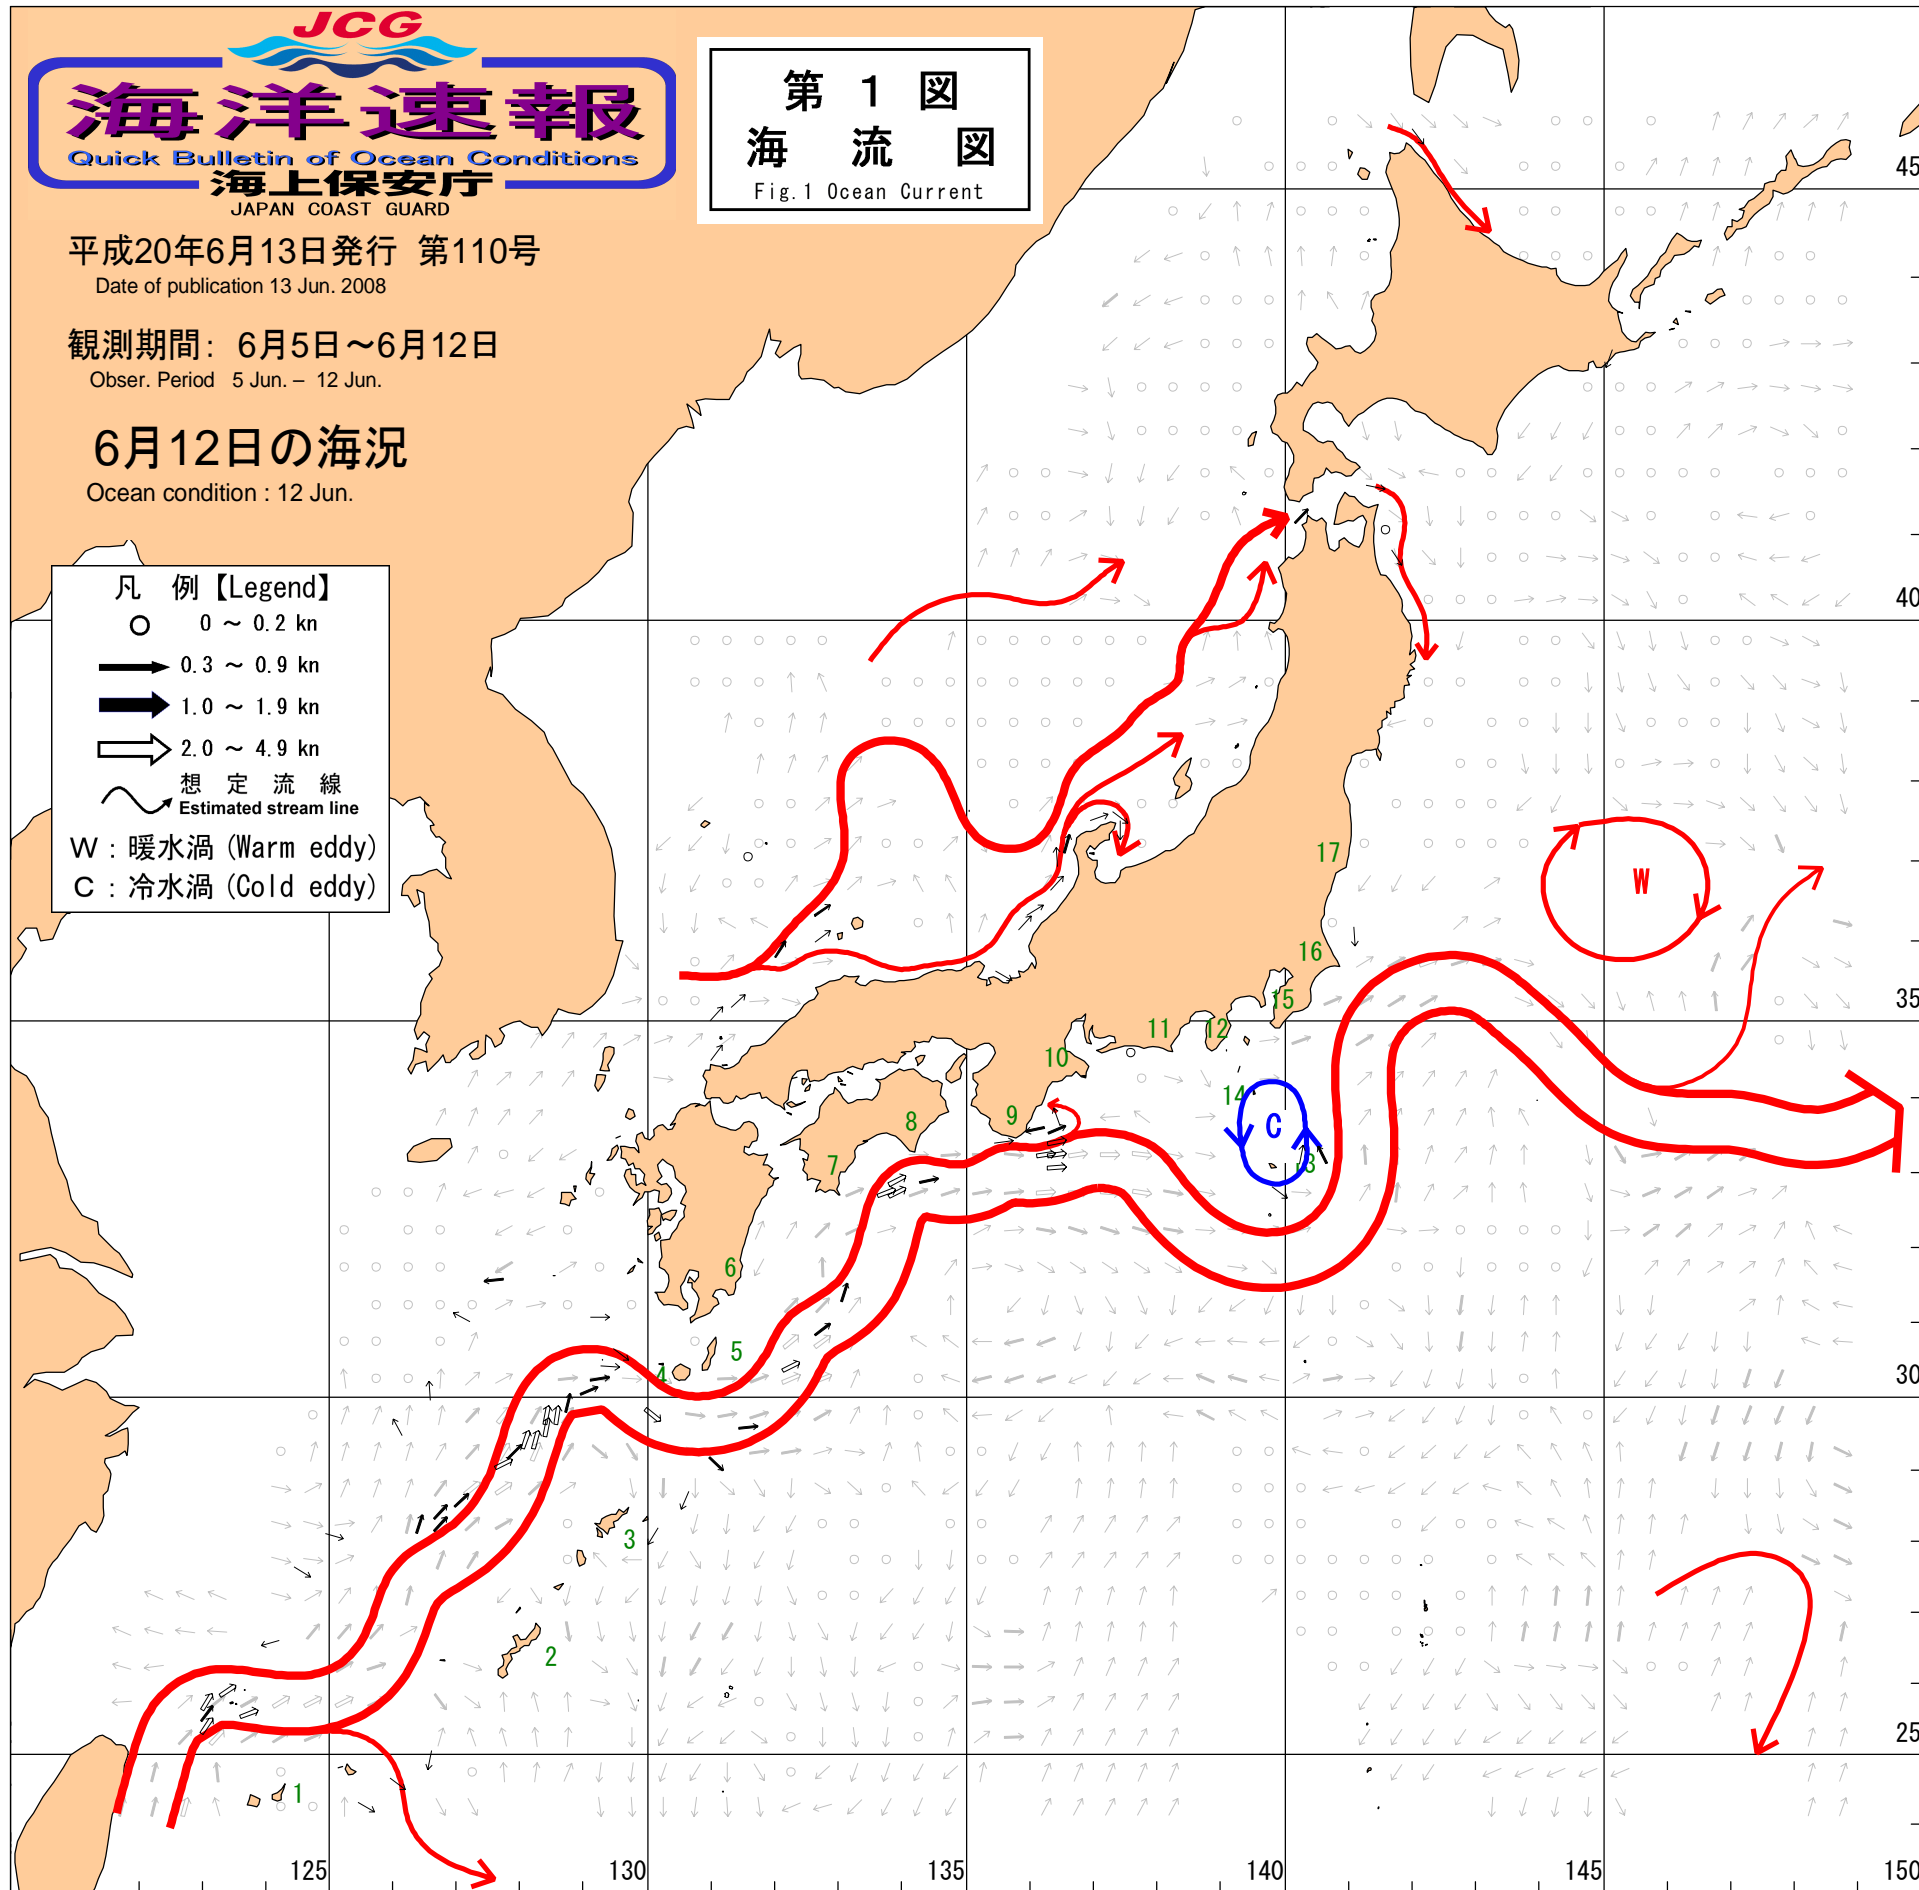 JCG
海洋速報
Quick Bulletin of Ocean Conditions
海上保安庁
JAPAN COAST GUARD
第 1 図
海 流 図
Fig.1 Ocean Current
平成20年6月13日発行 第110号
Date of publication 13 Jun. 2008
観測期間: 6月5日～6月12日
Obser. Period 5 Jun. – 12 Jun.
6月12日の海況
Ocean condition : 12 Jun.
凡 例【Legend】
0 ～ 0.2 kn
0.3 ～ 0.9 kn
1.0 ～ 1.9 kn
2.0 ～ 4.9 kn
想 定 流 線
Estimated stream line
W : 暖水渦 (Warm eddy)
C : 冷水渦 (Cold eddy)
45
40
35
30
25
125
130
135
140
145
150
W
C
17
16
15
14
13
12
11
10
9
8
7
6
5
4
3
2
1